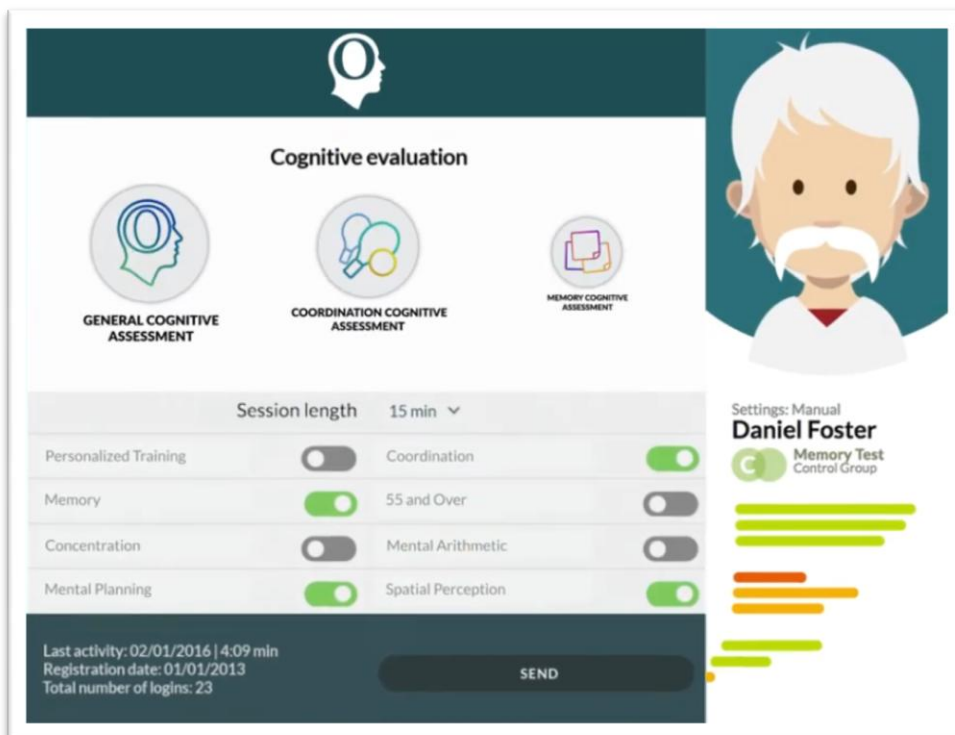 Cognitive evaluation
GENERAL COGNITIVE
ASSESSMENT
COORDINATION COGNITIVE
ASSESSMENT
MEMORY COGNITIVE
ASSESSMENT
Session length 15 min
Personalized Training Coordination
Memory 55 and Over
Concentration Mental Arithmetic
Mental Planning Spatial Perception
Last activity: 02/01/2016 | 4:09 min
Registration date: 01/01/2013
Total number of logins: 23
SEND
Settings: Manual
Daniel Foster
C
Memory Test
Control Group